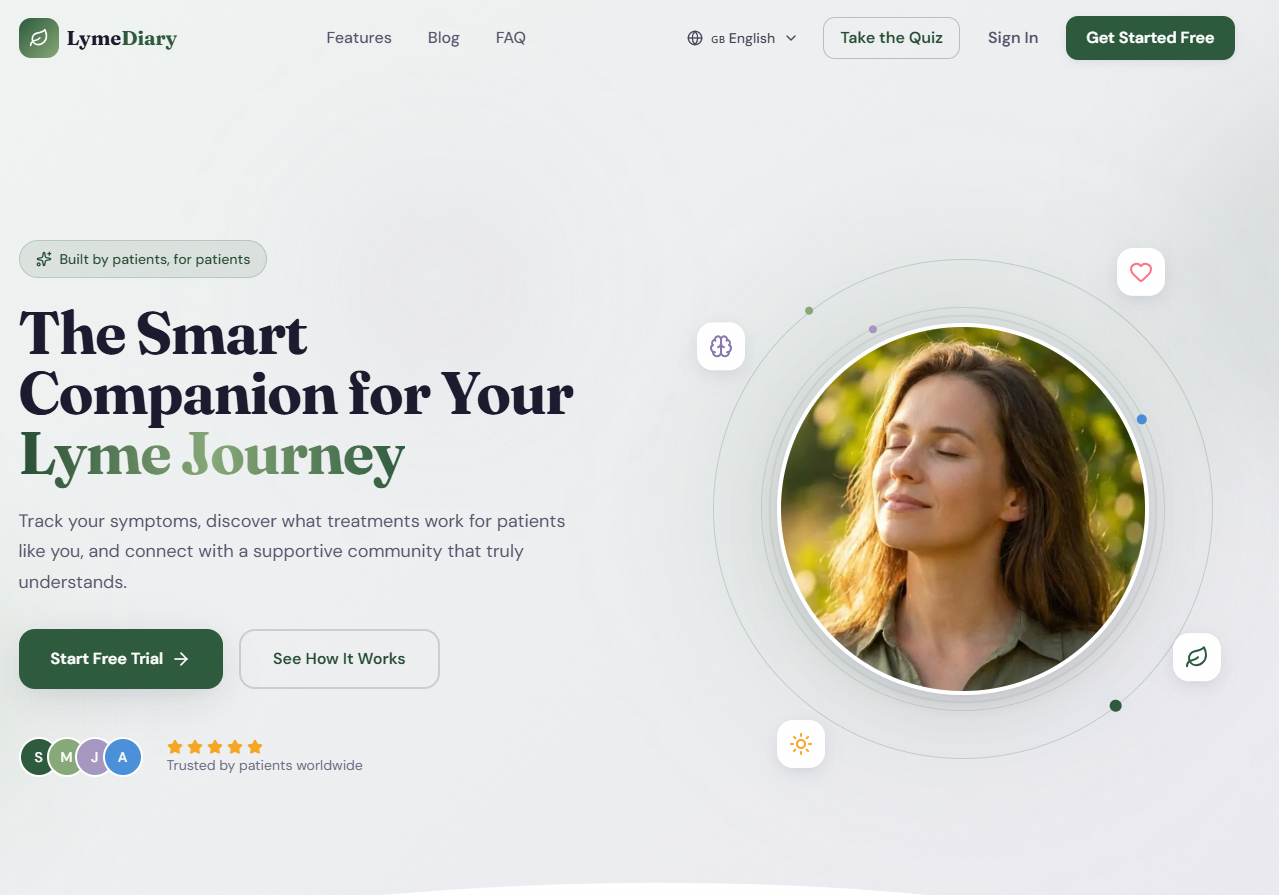 LymeDiary
Features
Blog
FAQ
GB English
Take the Quiz
Sign In
Get Started Free
Built by patients, for patients
The Smart
Companion for Your
Lyme Journey
Track your symptoms, discover what treatments work for patients
like you, and connect with a supportive community that truly
understands.
Start Free Trial
See How It Works
S M J A
Trusted by patients worldwide